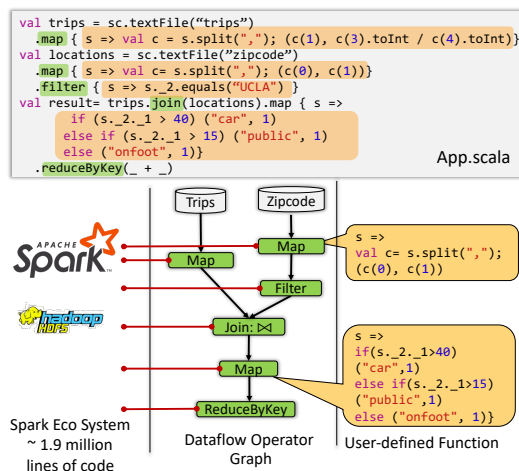 val trips = sc.textFile(“trips”)
.map { s => val c = s.split(","); (c(1), c(3).toInt / c(4).toInt)}
val locations = sc.textFile(”zipcode”)
.map { s => val c= s.split(","); (c(0), c(1))}
.filter { s => s._2.equals(“UCLA") }
val result= trips.join(locations).map { s =>
if (s._2._1 > 40) ("car", 1)
else if (s._2._1 > 15) ("public", 1)
else ("onfoot", 1)}
.reduceByKey(_ + _)
App.scala
Trips
Zipcode
APACHE
Spark™
hadoop
HDFS
Map
Map
Filter
Join: ⋈
Map
ReduceByKey
s =>
val c= s.split(",");
(c(0), c(1))
s =>
if(s._2._1>40)
("car",1)
else if(s._2._1>15)
("public",1)
else ("onfoot", 1)}
Spark Eco System
~ 1.9 million
lines of code
Dataflow Operator
Graph
User-defined Function